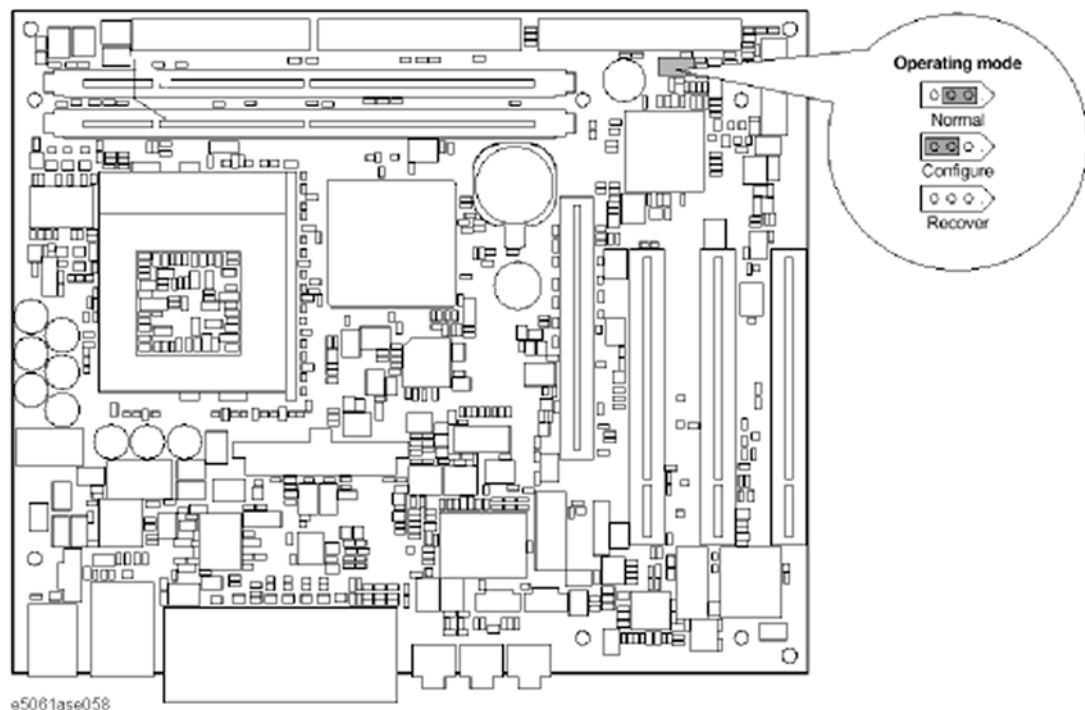 Operating mode
Normal
Configure
Recover
e5061ase058